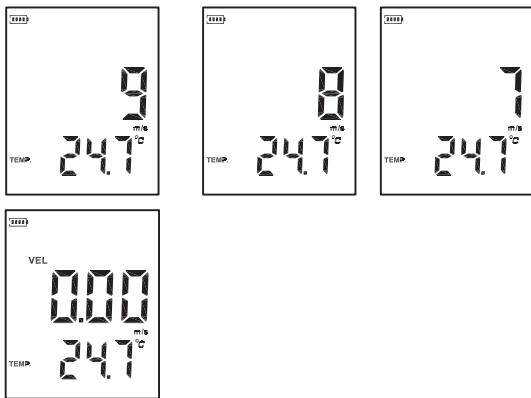 9
m/s
°C
TEMP. 24.7
8
m/s
°C
TEMP. 24.7
7
m/s
°C
TEMP. 24.7
VEL
0.00
m/s
°C
TEMP. 24.7